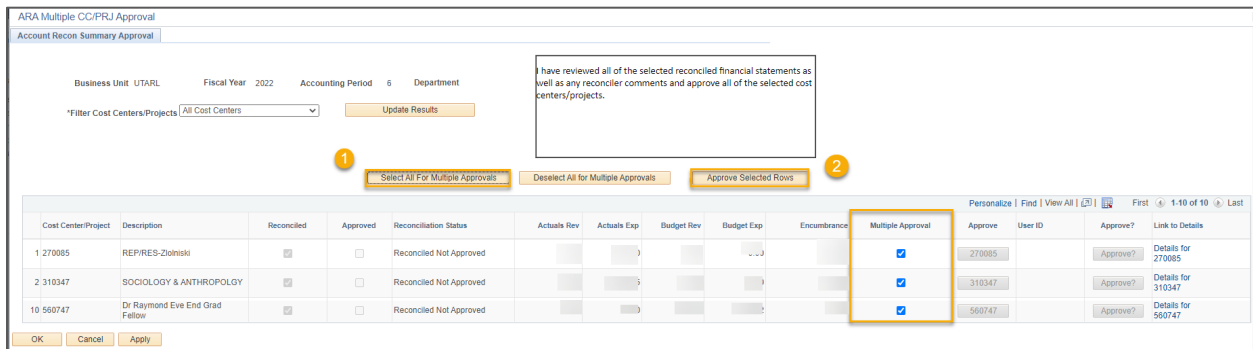 ARA Multiple CC/PRJ Approval
Account Recon Summary Approval
Business Unit UTARL Fiscal Year 2022 Accounting Period 6 Department
*Filter Cost Centers/Projects All Cost Centers Update Results
I have reviewed all of the selected reconciled financial statements as
well as any reconciler comments and approve all of the selected cost
centers/projects.
1 2
Select All For Multiple Approvals Deselect All for Multiple Approvals Approve Selected Rows
Personalize | Find | View All | First 1-10 of 10 Last
Cost Center/Project Description Reconciled Approved Reconciliation Status Actuals Rev Actuals Exp Budget Rev Budget Exp Encumbrance Multiple Approval Approve User ID Approve? Link to Details
1 270085 REP/RES-Zlolniski Reconciled Not Approved 270085 Approve? Details for
270085
2 310347 SOCIOLOGY & ANTHROPOLGY Reconciled Not Approved 310347 Approve? Details for
310347
10 560747 Dr Raymond Eve End Grad
Fellow Reconciled Not Approved 560747 Approve? Details for
560747
OK Cancel Apply